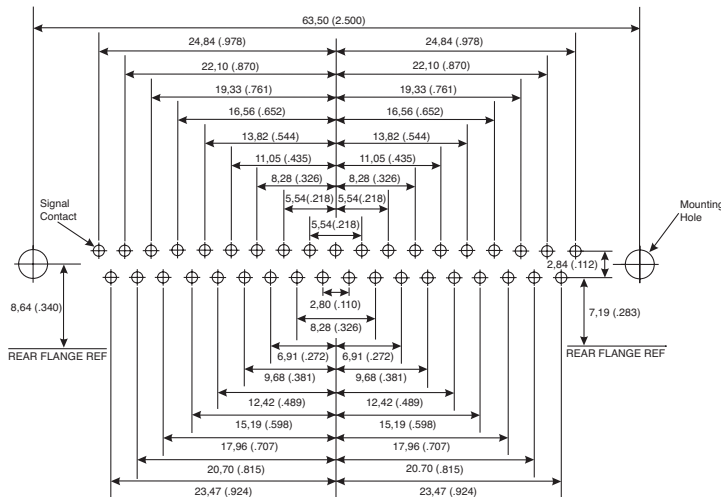 63,50 (2.500)
24,84 (.978) 24,84 (.978)
22,10 (.870) 22,10 (.870)
19,33 (.761) 19,33 (.761)
16,56 (.652) 16,56 (.652)
13,82 (.544) 13,82 (.544)
11,05 (.435) 11,05 (.435)
8,28 (.326) 8,28 (.326)
5,54(.218) 5,54(.218)
5,54(.218)
Signal
Contact
Mounting
Hole
2,84 (.112)
8,64 (.340)
2,80 (.110)
7,19 (.283)
8,28 (.326)
REAR FLANGE REF
REAR FLANGE REF
6,91 (.272) 6,91 (.272)
9,68 (.381) 9,68 (.381)
12,42 (.489) 12,42 (.489)
15,19 (.598) 15,19 (.598)
17,96 (.707) 17,96 (.707)
20,70 (.815) 20.70 (.815)
23,47 (.924) 23,47 (.924)